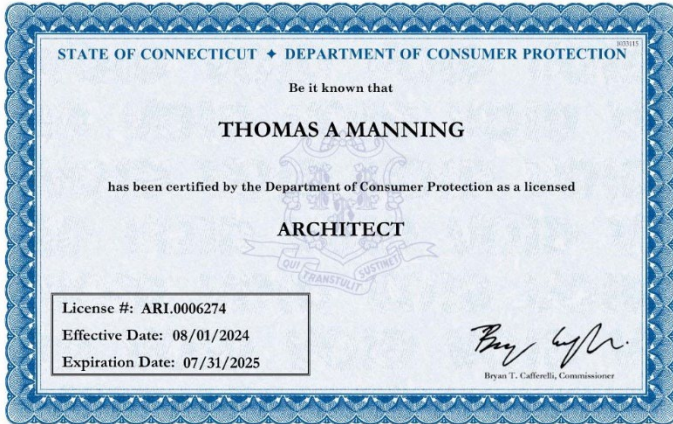 STATE OF CONNECTICUT ✦ DEPARTMENT OF CONSUMER PROTECTION
Be it known that
THOMAS A MANNING
has been certified by the Department of Consumer Protection as a licensed
ARCHITECT
QUI TRANSTULIT SUSTINET
License #: ARI.0006274
Effective Date: 08/01/2024
Expiration Date: 07/31/2025
Bryan T. Cafferelli, Commissioner